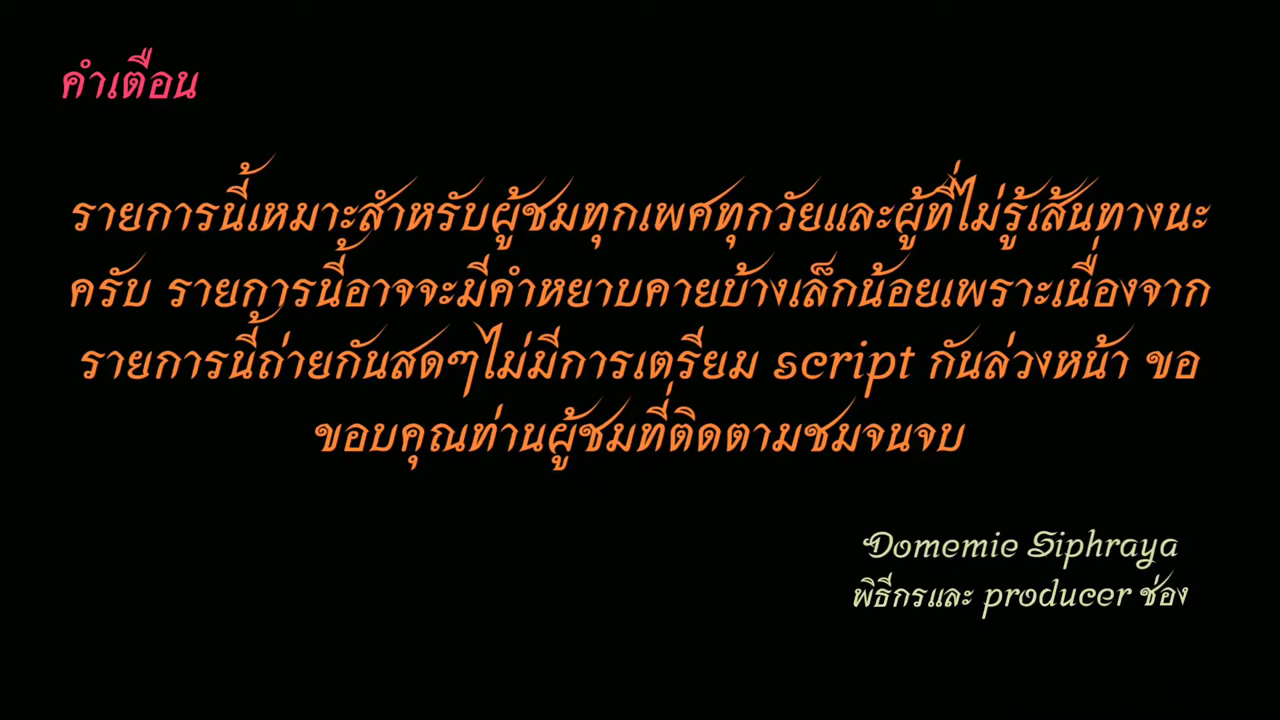 คำเตือน
รายการนี้เหมาะสำหรับผู้ชมทุกเพศทุกวัยและผู้ที่ไม่รู้เส้นทางนะ
ครับ รายการนี้อาจจะมีคำหยาบคายบ้างเล็กน้อยเพราะเนื่องจาก
รายการนี้ถ่ายกันสดๆไม่มีการเตรียม script กันล่วงหน้า ขอ
ขอบคุณท่านผู้ชมที่ติดตามชมจนจบ
Domemie Siphraya
พิธีกรและ producer ช่อง